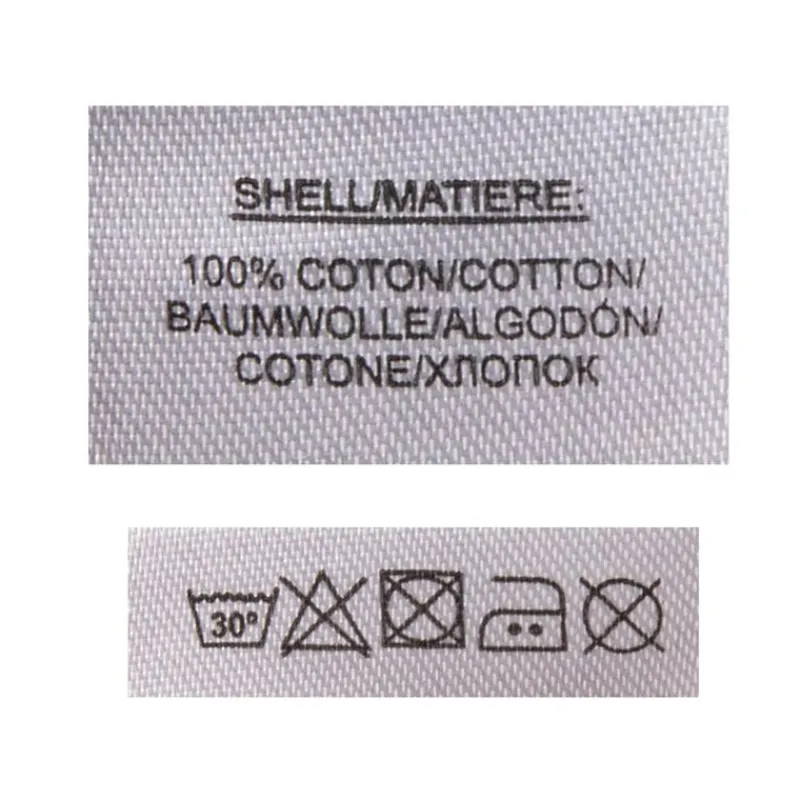 SHELL/MATIERE:
100% COTON/COTTON/
BAUMWOLLE/ALGODÓN/
COTONE/ХЛОПОК
30°